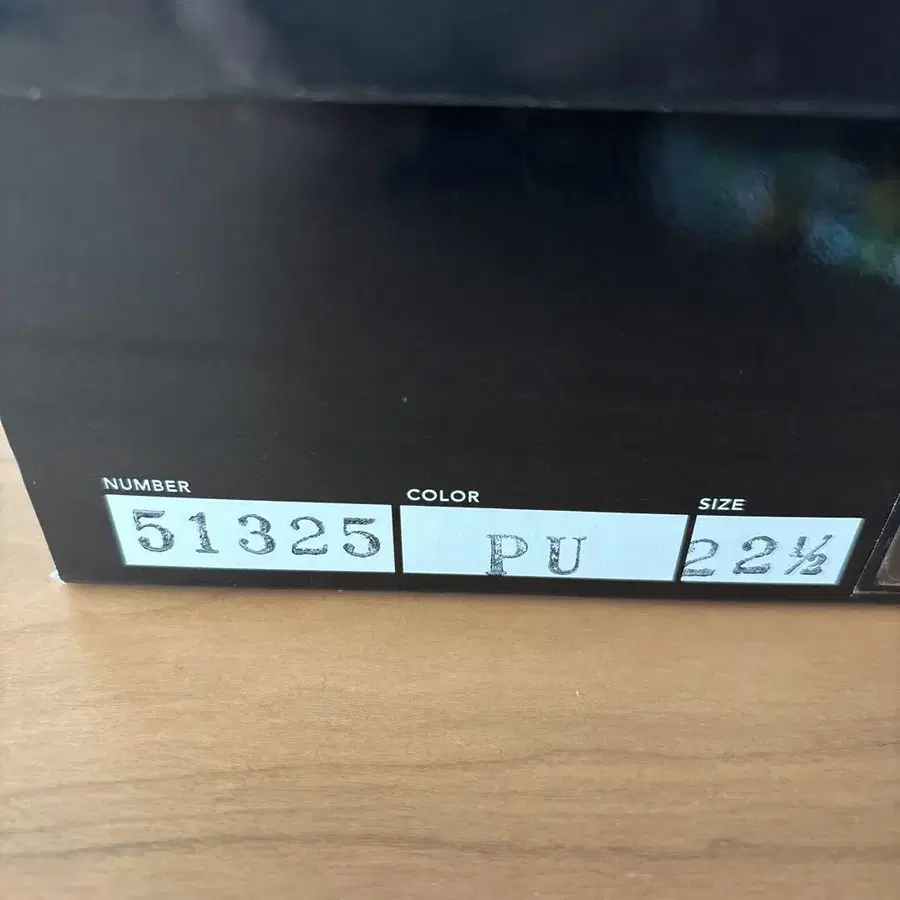 NUMBER COLOR SIZE
51325 PU 22½